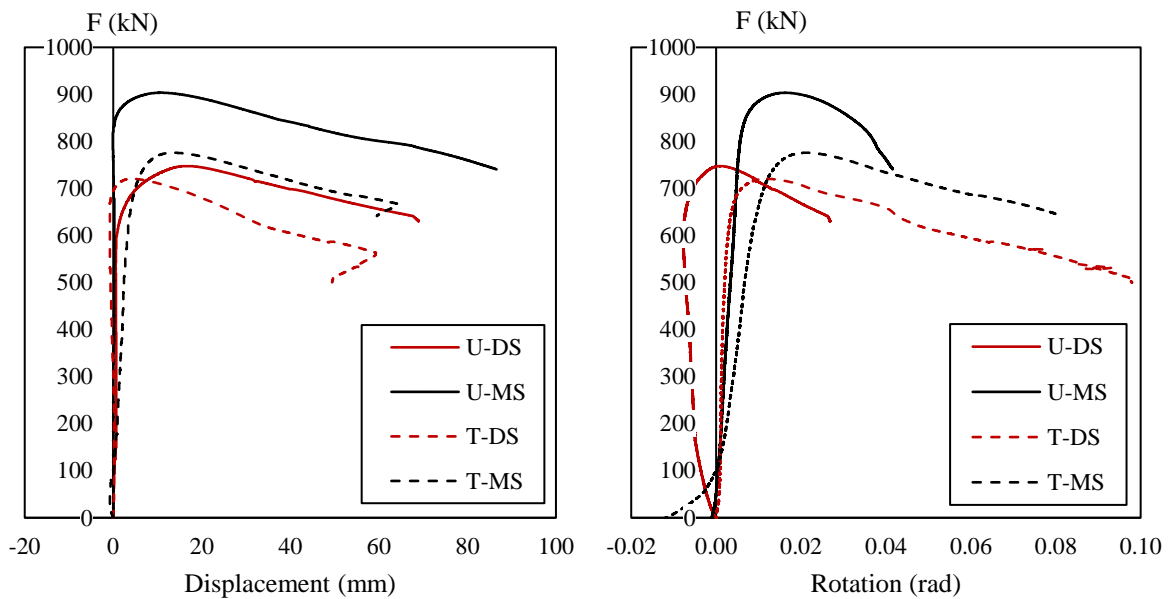 F (kN)
1000
900
800
700
600
500
400
300
200
100
0
-20 0 20 40 60 80 100
Displacement (mm)
U-DS
U-MS
T-DS
T-MS
F (kN)
1000
900
800
700
600
500
400
300
200
100
0
-0.02 0.00 0.02 0.04 0.06 0.08 0.10
Rotation (rad)
U-DS
U-MS
T-DS
T-MS